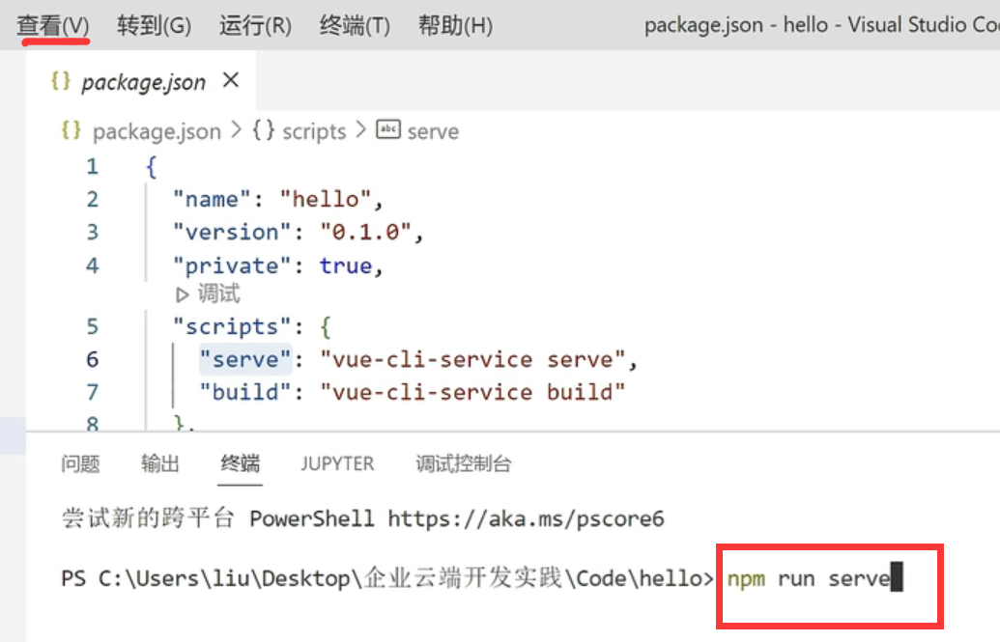 查看(V) 转到(G) 运行(R) 终端(T) 帮助(H) package.json - hello - Visual Studio Co
{} package.json ×
{} package.json > {} scripts > abc serve
1 {
2 "name": "hello",
3 "version": "0.1.0",
4 "private": true,
▷ 调试
5 "scripts": {
6 "serve": "vue-cli-service serve",
7 "build": "vue-cli-service build"
8 },
问题 输出 终端 JUPYTER 调试控制台
尝试新的跨平台 PowerShell https://aka.ms/pscore6
PS C:\Users\liu\Desktop\企业云端开发实践\Code\hello> npm run serve